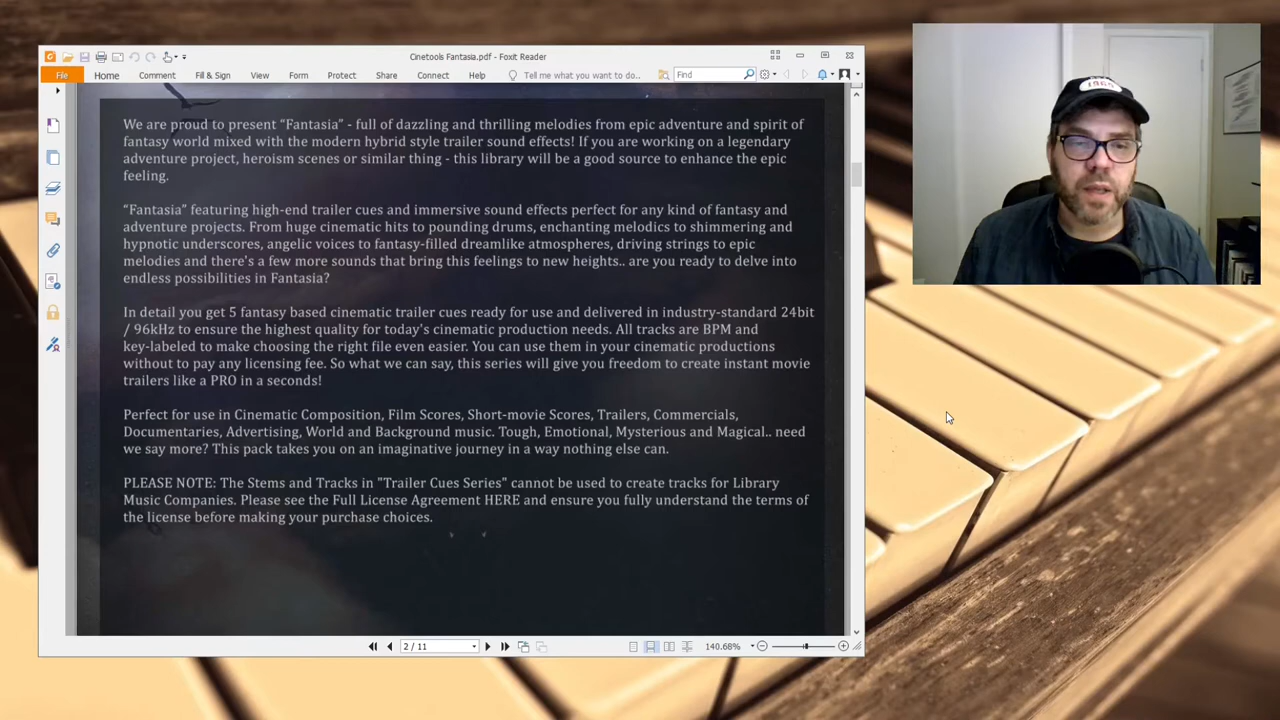 Cinetools Fantasia.pdf - Foxit Reader
File Home Comment Fill & Sign View Form Protect Share Connect Help Tell me what you want to do.. Find
We are proud to present “Fantasia” - full of dazzling and thrilling melodies from epic adventure and spirit of
fantasy world mixed with the modern hybrid style trailer sound effects! If you are working on a legendary
adventure project, heroism scenes or similar thing - this library will be a good source to enhance the epic
feeling.
“Fantasia” featuring high-end trailer cues and immersive sound effects perfect for any kind of fantasy and
adventure projects. From huge cinematic hits to pounding drums, enchanting melodics to shimmering and
hypnotic underscores, angelic voices to fantasy-filled dreamlike atmospheres, driving strings to epic
melodies and there's a few more sounds that bring this feelings to new heights.. are you ready to delve into
endless possibilities in Fantasia?
In detail you get 5 fantasy based cinematic trailer cues ready for use and delivered in industry-standard 24bit
/ 96kHz to ensure the highest quality for today's cinematic production needs. All tracks are BPM and
key-labeled to make choosing the right file even easier. You can use them in your cinematic productions
without to pay any licensing fee. So what we can say, this series will give you freedom to create instant movie
trailers like a PRO in a seconds!
Perfect for use in Cinematic Composition, Film Scores, Short-movie Scores, Trailers, Commercials,
Documentaries, Advertising, World and Background music. Tough, Emotional, Mysterious and Magical.. need
we say more? This pack takes you on an imaginative journey in a way nothing else can.
PLEASE NOTE: The Stems and Tracks in "Trailer Cues Series" cannot be used to create tracks for Library
Music Companies. Please see the Full License Agreement HERE and ensure you fully understand the terms of
the license before making your purchase choices.
2 / 11
140.68%